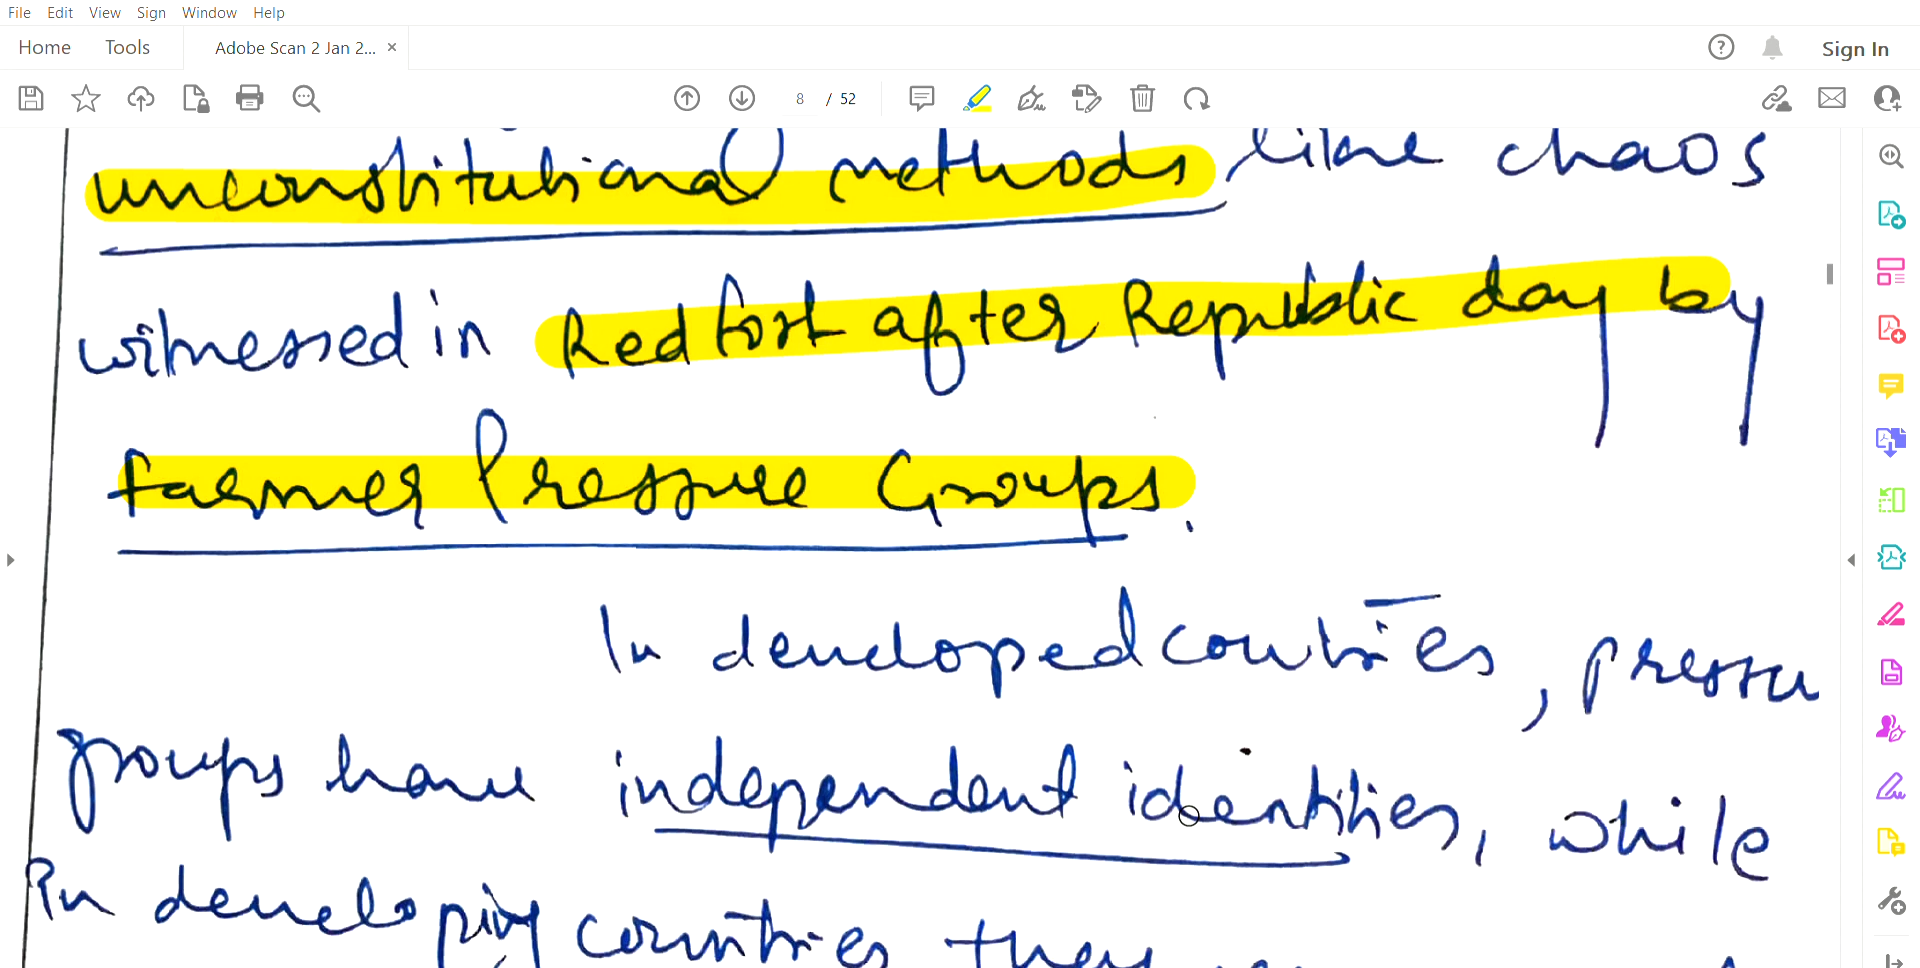 File Edit View Sign Window Help
Home Tools Adobe Scan 2 Jan 2... × Sign In
8 / 52
unconstitutional methods, like chaos
witnessed in Red fort after Republic day by
Farmer Pressure Groups.
In developed countries, pressu
groups have independent identities, while
In developing countries they